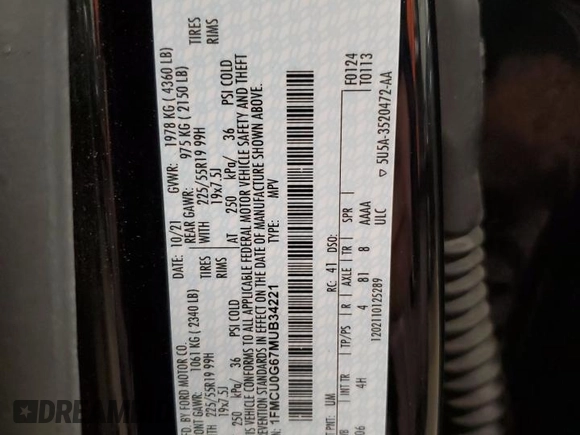 D. BY FORD MOTOR CO.
DATE: 10/21 GVWR: 1978 KG ( 4360 LB)
ONT GAWR: 1061 KG ( 2340 LB) REAR GAWR: 975 KG ( 2150 LB)
225/55R19 99H TIRES WITH 225/55R19 99H TIRES
19x7.5J RIMS 19x7.5J RIMS
250 kPa/ 36 PSI COLD AT 250 kPa/ 36 PSI COLD
VEHICLE CONFORMS TO ALL APPLICABLE FEDERAL MOTOR VEHICLE SAFETY AND THEFT
VENTION STANDARDS IN EFFECT ON THE DATE OF MANUFACTURE SHOWN ABOVE.
1FMCU0G67MUB34221 TYPE: MPV
F0124
T0113
UM RC: 41 DSO:
INT TR TP/PS R AXLE TR SPR
06 4H 4 81 8 AAAA
ULC
1202110125289
5U5A-3520472-AA
DREAM